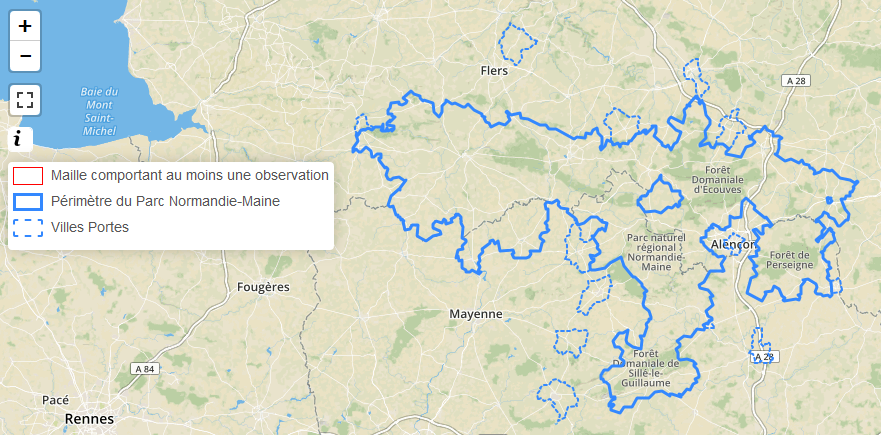 +
−
i
Maille comportant au moins une observation
Périmètre du Parc Normandie-Maine
Villes Portes
Baie du
Mont
Saint-
Michel
Flers
A 28
Forêt
Domaniale
d'Écouves
Parc naturel
régional
Normandie-
Maine
Alençon
Forêt de
Perseigne
Fougères
Mayenne
Forêt
Domaniale de
Sillé-le-
Guillaume
A 28
A 84
Pacé
Rennes